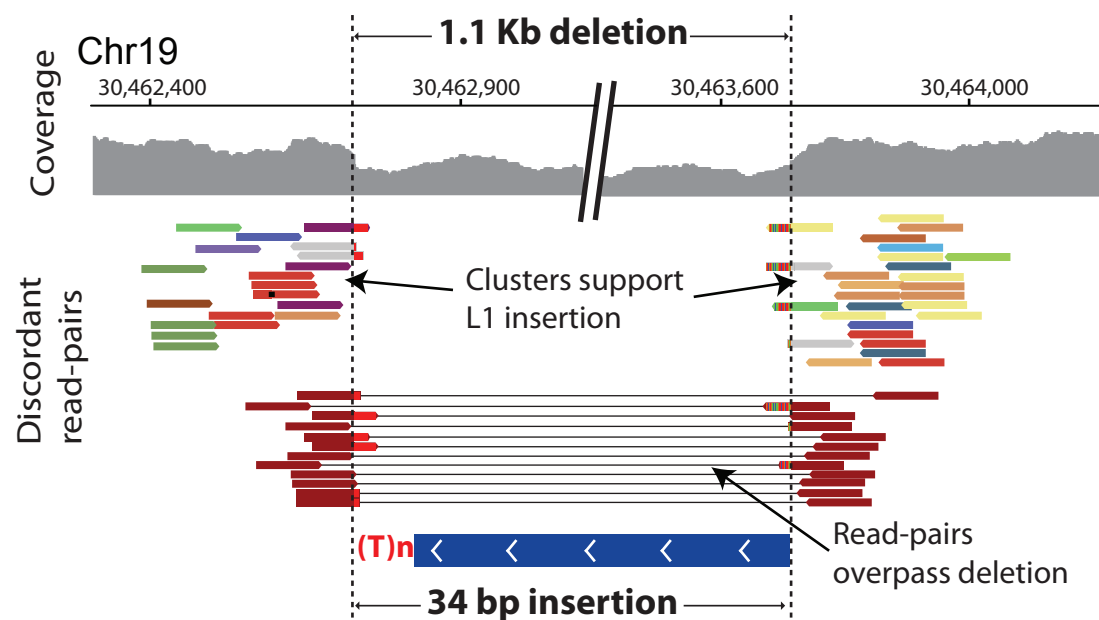 1.1 Kb deletion
Chr19
30,462,400 30,462,900 30,463,600 30,464,000
Coverage
Clusters support
L1 insertion
Discordant
read-pairs
Read-pairs
overpass deletion
(T)n
34 bp insertion